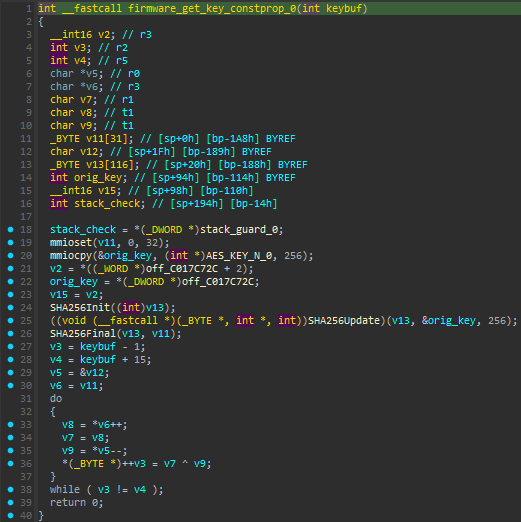 1 int __fastcall firmware_get_key_constprop_0(int keybuf)
2 {
3   __int16 v2; // r3
4   int v3; // r2
5   int v4; // r5
6   char *v5; // r0
7   char *v6; // r3
8   char v7; // r1
9   char v8; // t1
10   char v9; // t1
11   _BYTE v11[31]; // [sp+0h] [bp-1A8h] BYREF
12   char v12; // [sp+1Fh] [bp-189h] BYREF
13   _BYTE v13[116]; // [sp+20h] [bp-188h] BYREF
14   int orig_key; // [sp+94h] [bp-114h] BYREF
15   __int16 v15; // [sp+98h] [bp-110h]
16   int stack_check; // [sp+194h] [bp-14h]
17
18   stack_check = *(_DWORD *)stack_guard_0;
19   mmioset(v11, 0, 32);
20   mmiocpy(&orig_key, (int *)AES_KEY_N_0, 256);
21   v2 = *((_WORD *)off_C017C72C + 2);
22   orig_key = *(_DWORD *)off_C017C72C;
23   v15 = v2;
24   SHA256Init((int)v13);
25   ((void (__fastcall *)(_BYTE *, int *, int))SHA256Update)(v13, &orig_key, 256);
26   SHA256Final(v13, v11);
27   v3 = keybuf - 1;
28   v4 = keybuf + 15;
29   v5 = &v12;
30   v6 = v11;
31   do
32   {
33     v8 = *v6++;
34     v7 = v8;
35     v9 = *v5--;
36     *(_BYTE *)++v3 = v7 ^ v9;
37   }
38   while ( v3 != v4 );
39   return 0;
40 }